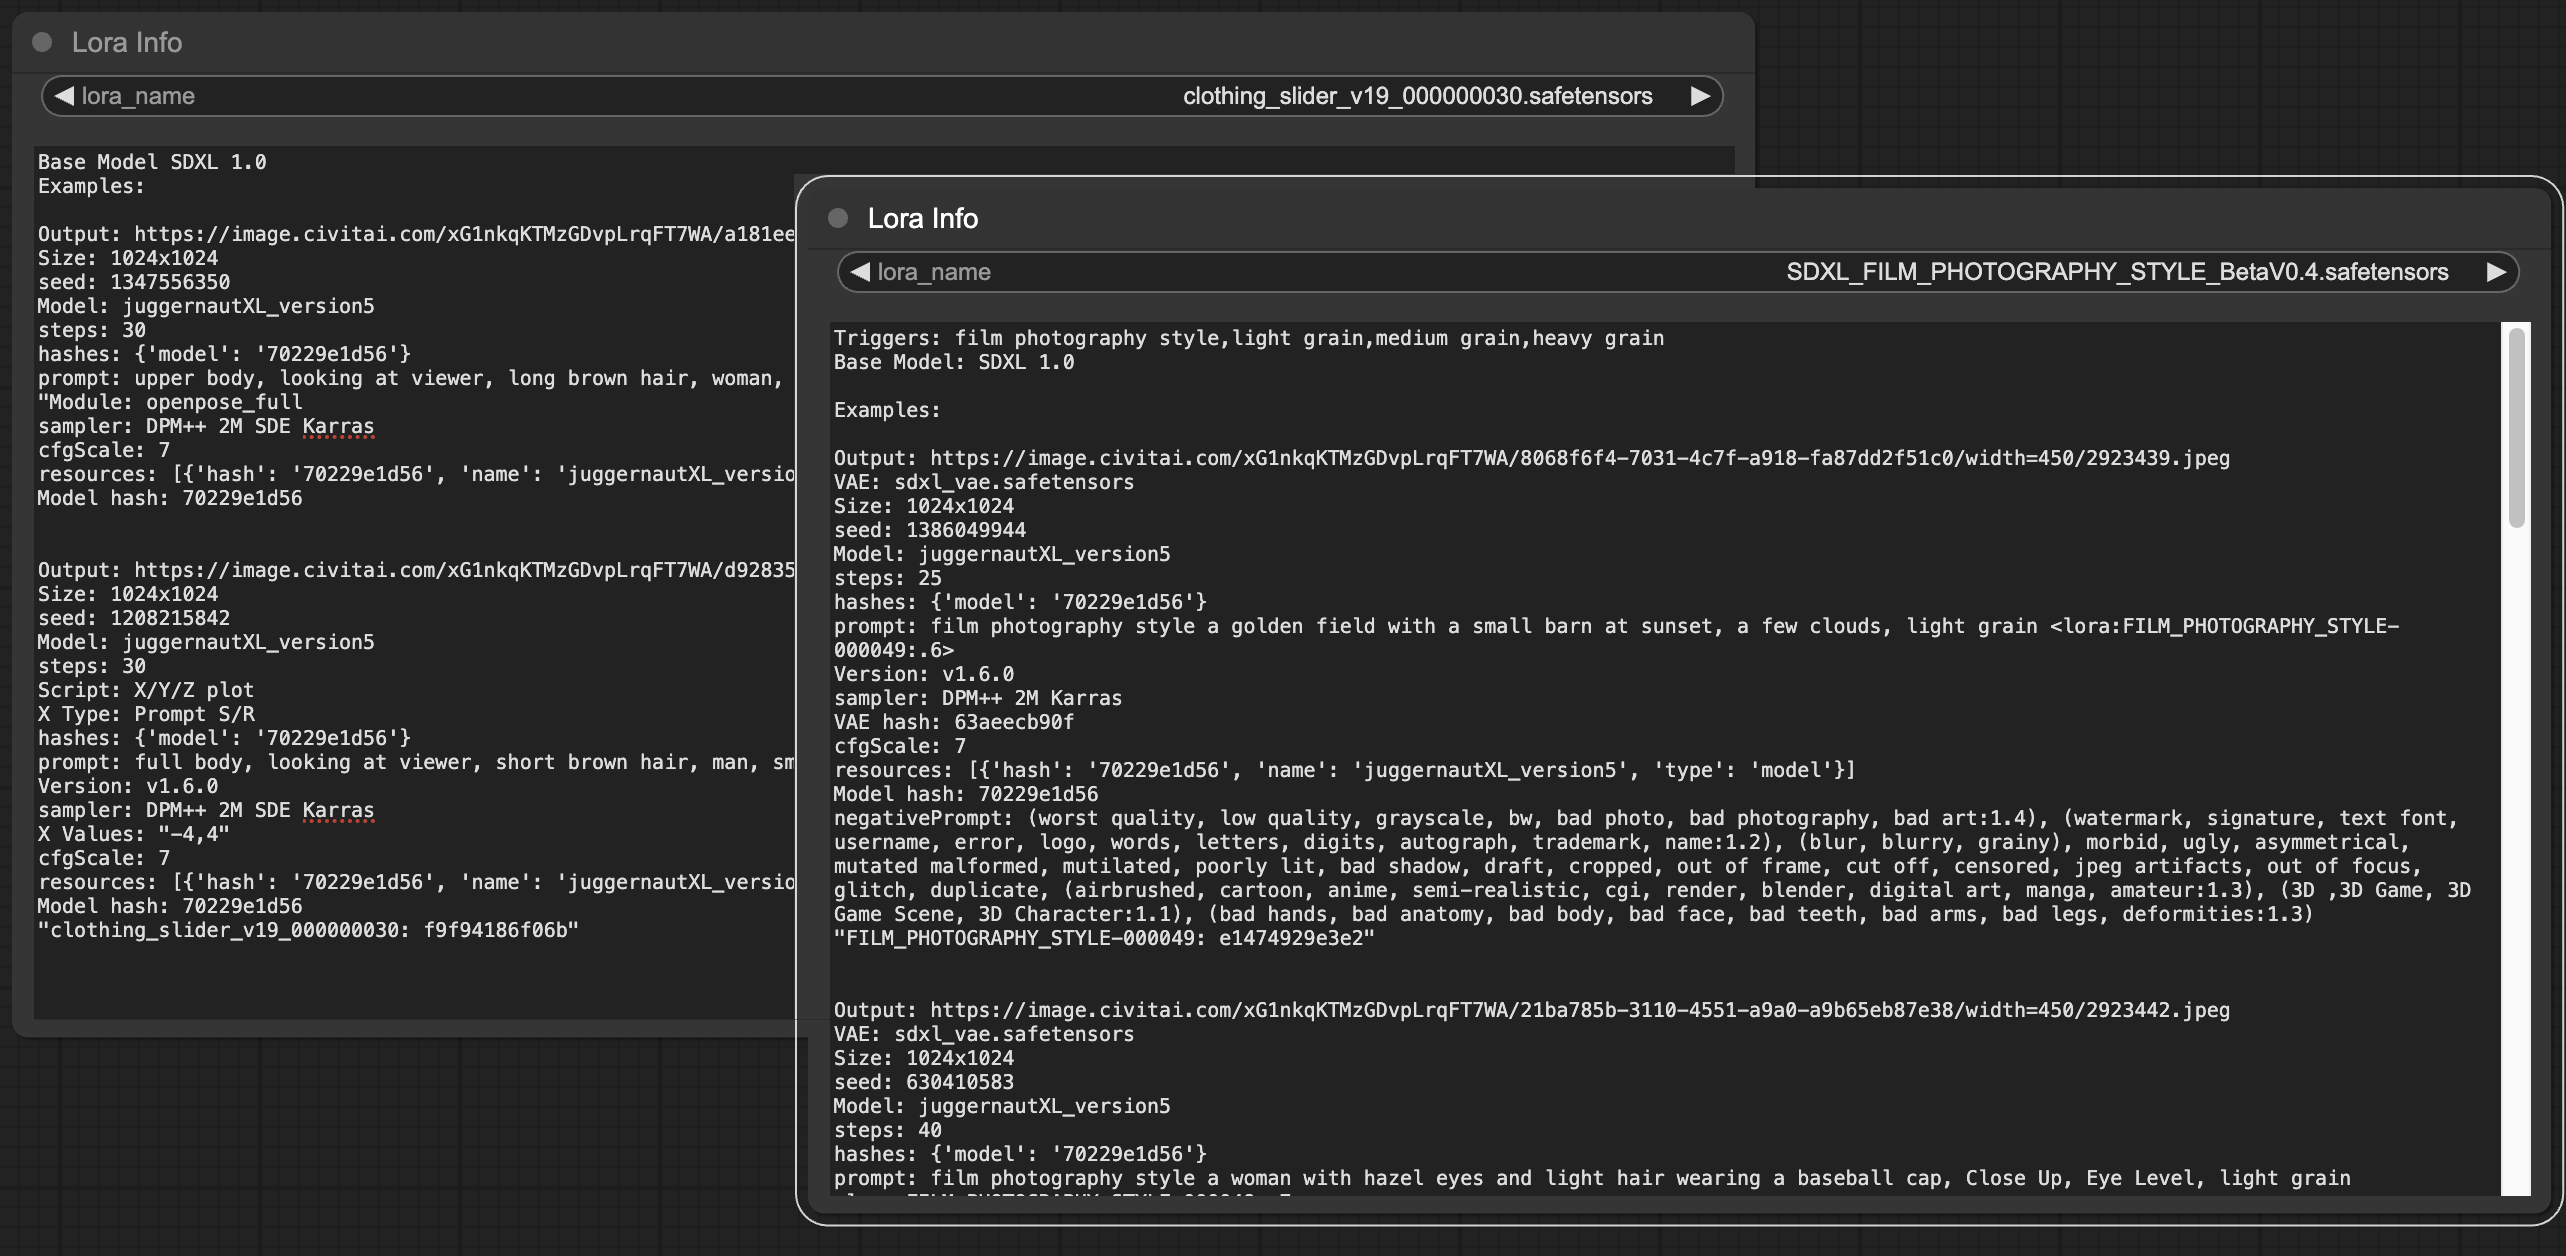 Lora Info
lora_name
clothing_slider_v19_000000030.safetensors
Base Model SDXL 1.0
Examples:
Output: https://image.civitai.com/xG1nkqKTMzGDvpLrqFT7WA/a181ee
Size: 1024x1024
seed: 1347556350
Model: juggernautXL_version5
steps: 30
hashes: {'model': '70229e1d56'}
prompt: upper body, looking at viewer, long brown hair, woman,
"Module: openpose_full
sampler: DPM++ 2M SDE Karras
cfgScale: 7
resources: [{'hash': '70229e1d56', 'name': 'juggernautXL_versio
Model hash: 70229e1d56
Output: https://image.civitai.com/xG1nkqKTMzGDvpLrqFT7WA/d92835
Size: 1024x1024
seed: 1208215842
Model: juggernautXL_version5
steps: 30
Script: X/Y/Z plot
X Type: Prompt S/R
hashes: {'model': '70229e1d56'}
prompt: full body, looking at viewer, short brown hair, man, sm
Version: v1.6.0
sampler: DPM++ 2M SDE Karras
X Values: "-4,4"
cfgScale: 7
resources: [{'hash': '70229e1d56', 'name': 'juggernautXL_versio
Model hash: 70229e1d56
"clothing_slider_v19_000000030: f9f94186f06b"
Lora Info
lora_name
SDXL_FILM_PHOTOGRAPHY_STYLE_BetaV0.4.safetensors
Triggers: film photography style,light grain,medium grain,heavy grain
Base Model: SDXL 1.0
Examples:
Output: https://image.civitai.com/xG1nkqKTMzGDvpLrqFT7WA/8068f6f4-7031-4c7f-a918-fa87dd2f51c0/width=450/2923439.jpeg
VAE: sdxl_vae.safetensors
Size: 1024x1024
seed: 1386049944
Model: juggernautXL_version5
steps: 25
hashes: {'model': '70229e1d56'}
prompt: film photography style a golden field with a small barn at sunset, a few clouds, light grain <lora:FILM_PHOTOGRAPHY_STYLE-
000049:.6>
Version: v1.6.0
sampler: DPM++ 2M Karras
VAE hash: 63aeecb90f
cfgScale: 7
resources: [{'hash': '70229e1d56', 'name': 'juggernautXL_version5', 'type': 'model'}]
Model hash: 70229e1d56
negativePrompt: (worst quality, low quality, grayscale, bw, bad photo, bad photography, bad art:1.4), (watermark, signature, text font,
username, error, logo, words, letters, digits, autograph, trademark, name:1.2), (blur, blurry, grainy), morbid, ugly, asymmetrical,
mutated malformed, mutilated, poorly lit, bad shadow, draft, cropped, out of frame, cut off, censored, jpeg artifacts, out of focus,
glitch, duplicate, (airbrushed, cartoon, anime, semi-realistic, cgi, render, blender, digital art, manga, amateur:1.3), (3D ,3D Game, 3D
Game Scene, 3D Character:1.1), (bad hands, bad anatomy, bad body, bad face, bad teeth, bad arms, bad legs, deformities:1.3)
"FILM_PHOTOGRAPHY_STYLE-000049: e1474929e3e2"
Output: https://image.civitai.com/xG1nkqKTMzGDvpLrqFT7WA/21ba785b-3110-4551-a9a0-a9b65eb87e38/width=450/2923442.jpeg
VAE: sdxl_vae.safetensors
Size: 1024x1024
seed: 630410583
Model: juggernautXL_version5
steps: 40
hashes: {'model': '70229e1d56'}
prompt: film photography style a woman with hazel eyes and light hair wearing a baseball cap, Close Up, Eye Level, light grain